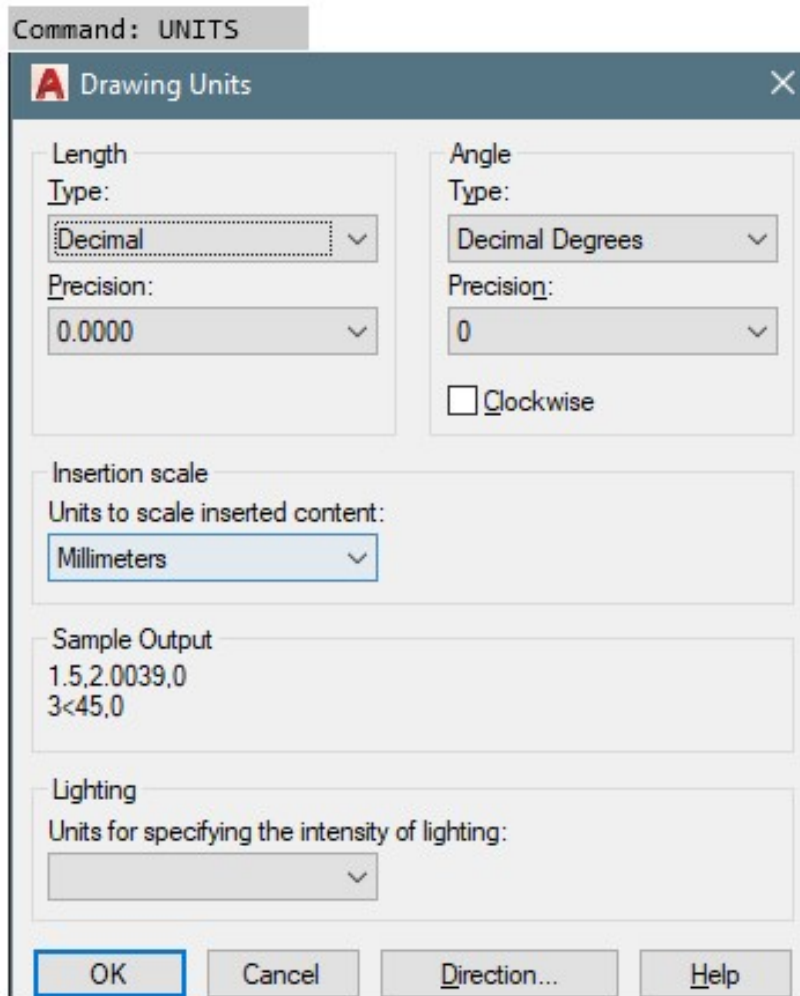 Command: UNITS
Drawing Units
Length
Type:
Decimal
Precision:
0.0000
Angle
Type:
Decimal Degrees
Precision:
0
Clockwise
Insertion scale
Units to scale inserted content:
Millimeters
Sample Output
1.5,2.0039,0
3<45,0
Lighting
Units for specifying the intensity of lighting:
OK
Cancel
Direction...
Help